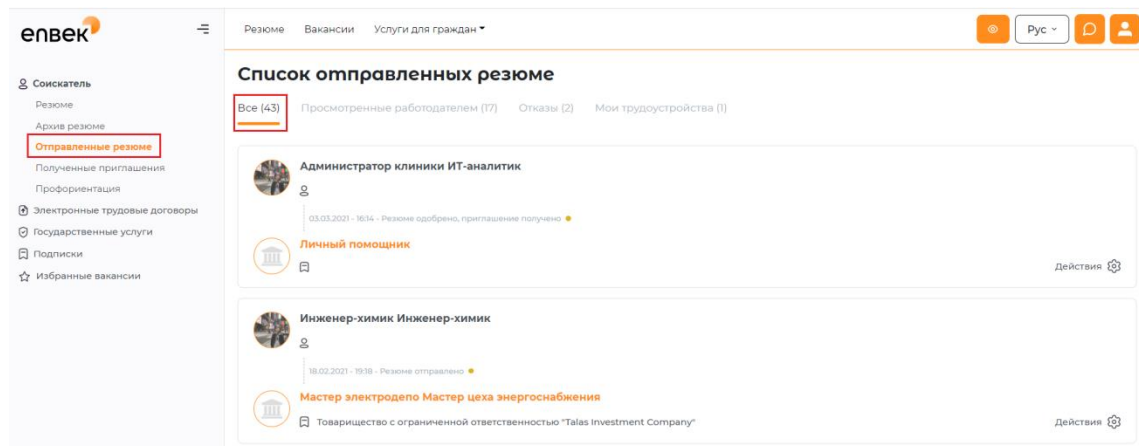 enbek
Резюме Вакансии Услуги для граждан
Рус
Соискатель
Резюме
Архив резюме
Отправленные резюме
Полученные приглашения
Профориентация
Электронные трудовые договоры
Государственные услуги
Подписки
Избранные вакансии
Список отправленных резюме
Все (43) Просмотренные работодателем (17) Отказы (2) Мои трудоустройства (1)
Администратор клиники ИТ-аналитик
03.03.2021 - 16:14 - Резюме одобрено, приглашение получено
Личный помощник
Действия
Инженер-химик Инженер-химик
18.02.2021 - 19:18 - Резюме отправлено
Мастер электродепо Мастер цеха энергоснабжения
Товарищество с ограниченной ответственностью "Talas Investment Company"
Действия